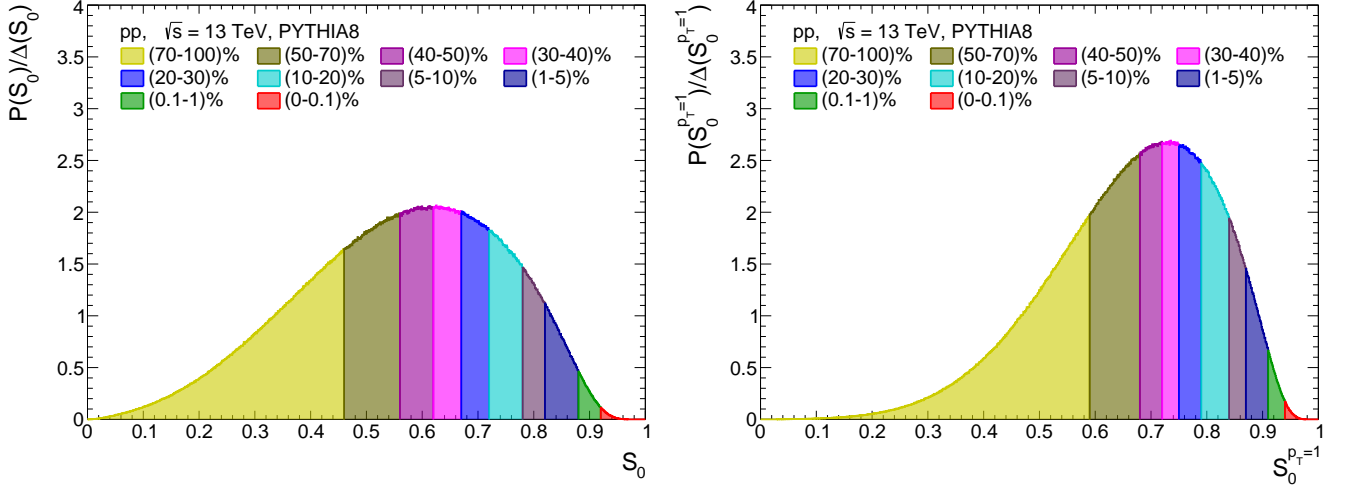 P(S₀)/Δ(S₀)
4
3.5
3
2.5
2
1.5
1
0.5
0
pp, √s = 13 TeV, PYTHIA8
(70-100)% (50-70)% (40-50)% (30-40)%
(20-30)% (10-20)% (5-10)% (1-5)%
(0.1-1)% (0-0.1)%
0 0.1 0.2 0.3 0.4 0.5 0.6 0.7 0.8 0.9 1
S₀
P(S₀^{p_T=1})/Δ(S₀^{p_T=1})
4
3.5
3
2.5
2
1.5
1
0.5
0
pp, √s = 13 TeV, PYTHIA8
(70-100)% (50-70)% (40-50)% (30-40)%
(20-30)% (10-20)% (5-10)% (1-5)%
(0.1-1)% (0-0.1)%
0 0.1 0.2 0.3 0.4 0.5 0.6 0.7 0.8 0.9 1
S₀^{p_T=1}